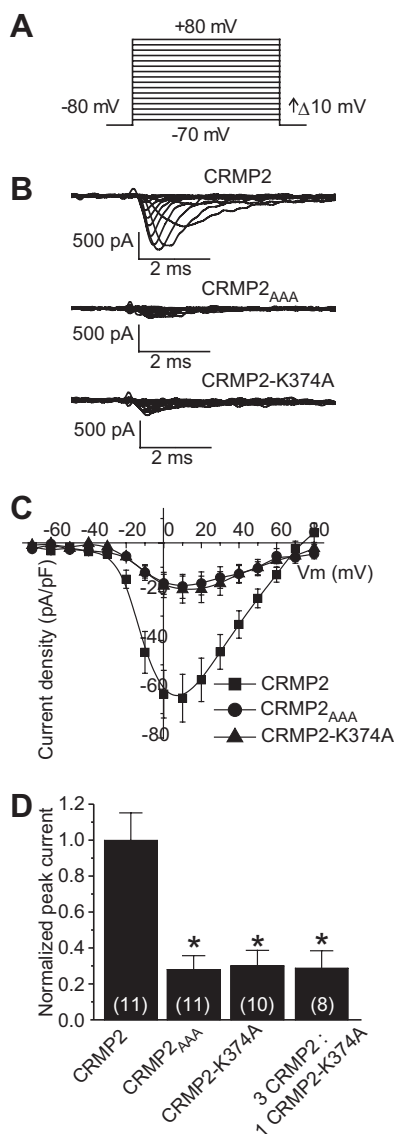 A
+80 mV
-80 mV
↑Δ10 mV
-70 mV
B
CRMP2
500 pA
2 ms
CRMP2AAA
500 pA
2 ms
CRMP2-K374A
500 pA
2 ms
C
-60 -40 -20 0 20 40 60 80
Vm (mV)
Current density (pA/pF)
-20
-40
-60
-80
CRMP2
CRMP2AAA
CRMP2-K374A
D
Normalized peak current
1.2
1.0
0.8
0.6
0.4
0.2
0.0
* * *
(11) (11) (10) (8)
CRMP2
CRMP2AAA
CRMP2-K374A
3 CRMP2 :
1 CRMP2-K374A